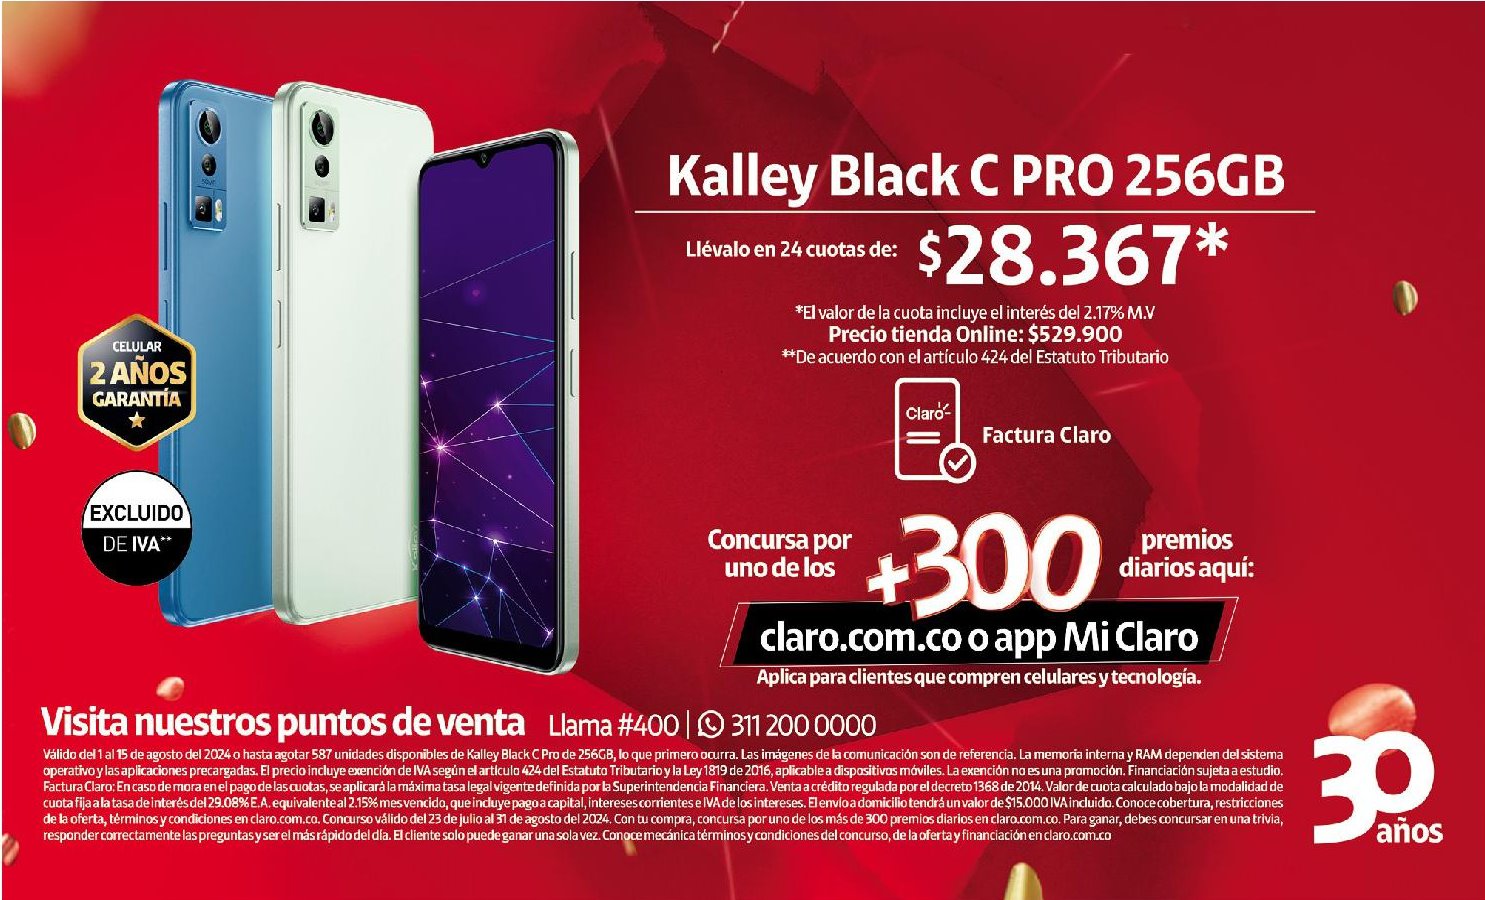 Kalley Black C PRO 256GB
Llévalo en 24 cuotas de: $28.367*
*El valor de la cuota incluye el interés del 2.17% M.V
Precio tienda Online: $529.900
**De acuerdo con el artículo 424 del Estatuto Tributario
CELULAR
2 AÑOS
GARANTÍA
Claro
Factura Claro
EXCLUIDO
DE IVA**
Kalley
Concursa por uno de los +300 premios diarios aquí:
claro.com.co o app Mi Claro
Aplica para clientes que compren celulares y tecnología.
Visita nuestros puntos de venta Llama #400 | 311 200 0000
Válido del 1 al 15 de agosto del 2024 o hasta agotar 587 unidades disponibles de Kalley Black C Pro de 256GB, lo que primero ocurra. Las imágenes de la comunicación son de referencia. La memoria interna y RAM dependen del sistema
operativo y las aplicaciones precargadas. El precio incluye exención de IVA según el artículo 424 del Estatuto Tributario y la Ley 1819 de 2016, aplicable a dispositivos móviles. La exención no es una promoción. Financiación sujeta a estudio.
Factura Claro: En caso de mora en el pago de las cuotas, se aplicará la máxima tasa legal vigente definida por la Superintendencia Financiera. Venta a crédito regulada por el decreto 1368 de 2014. Valor de cuota calculado bajo la modalidad de
cuota fija a la tasa de interés del 29.08% E.A. equivalente al 2.15% mes vencido, que incluye pago a capital, intereses corrientes e IVA de los intereses. El envío a domicilio tendrá un valor de $15.000 IVA incluido. Conoce cobertura, restricciones
de la oferta, términos y condiciones en claro.com.co. Concurso válido del 23 de julio al 31 de agosto del 2024. Con tu compra, concursa por uno de los más de 300 premios diarios en claro.com.co. Para ganar, debes concursar en una trivia,
responder correctamente las preguntas y ser el más rápido del día. El cliente solo puede ganar una sola vez. Conoce mecánica términos y condiciones del concurso, de la oferta y financiación en claro.com.co
30
años